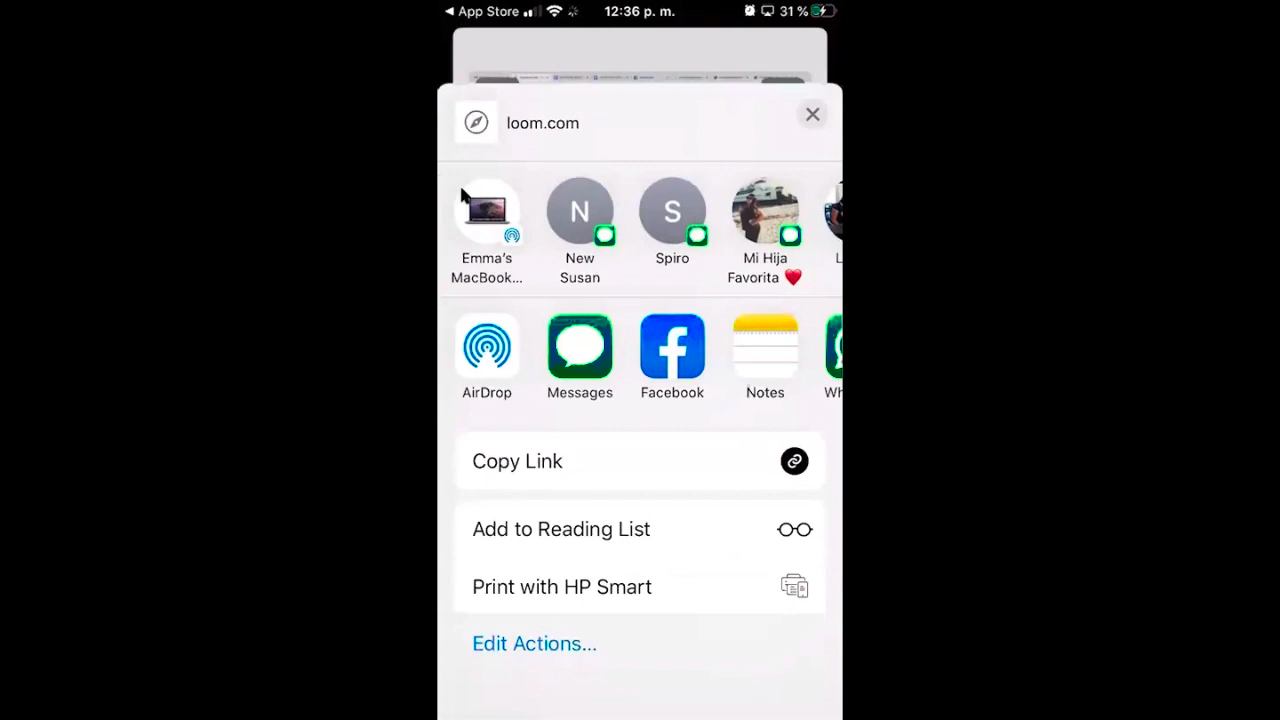 App Store 12:36 p. m. 31 %
loom.com
Emma's MacBook...
New Susan
Spiro
Mi Hija Favorita ❤️
L
N
S
AirDrop
Messages
Facebook
Notes
Wh
Copy Link
Add to Reading List
Print with HP Smart
Edit Actions...